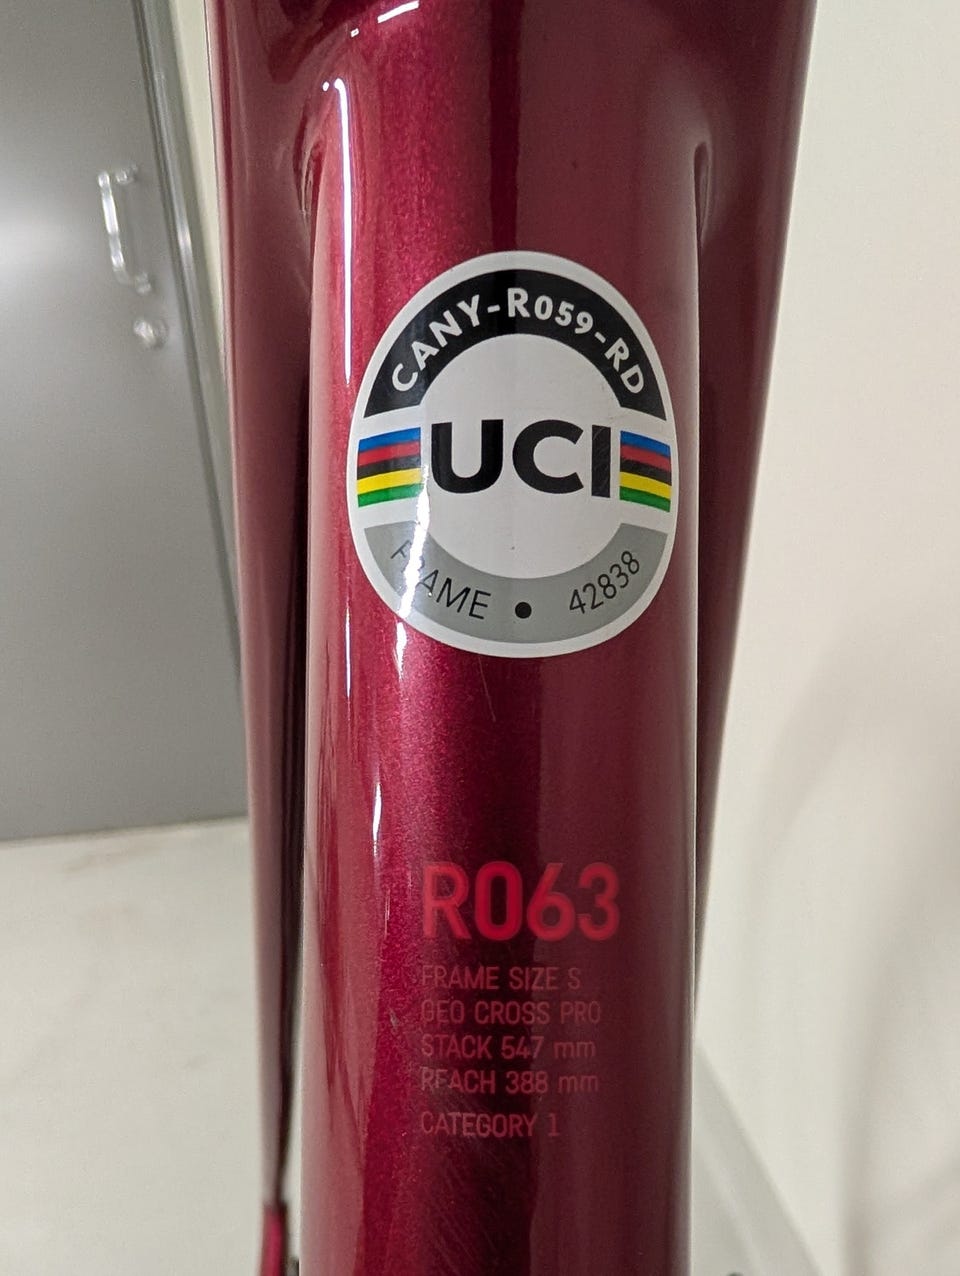 CANY-R059-RD
UCI
FRAME • 42838
R063
FRAME SIZE S
GEO CROSS PRO
STACK 547 mm
REACH 388 mm
CATEGORY 1